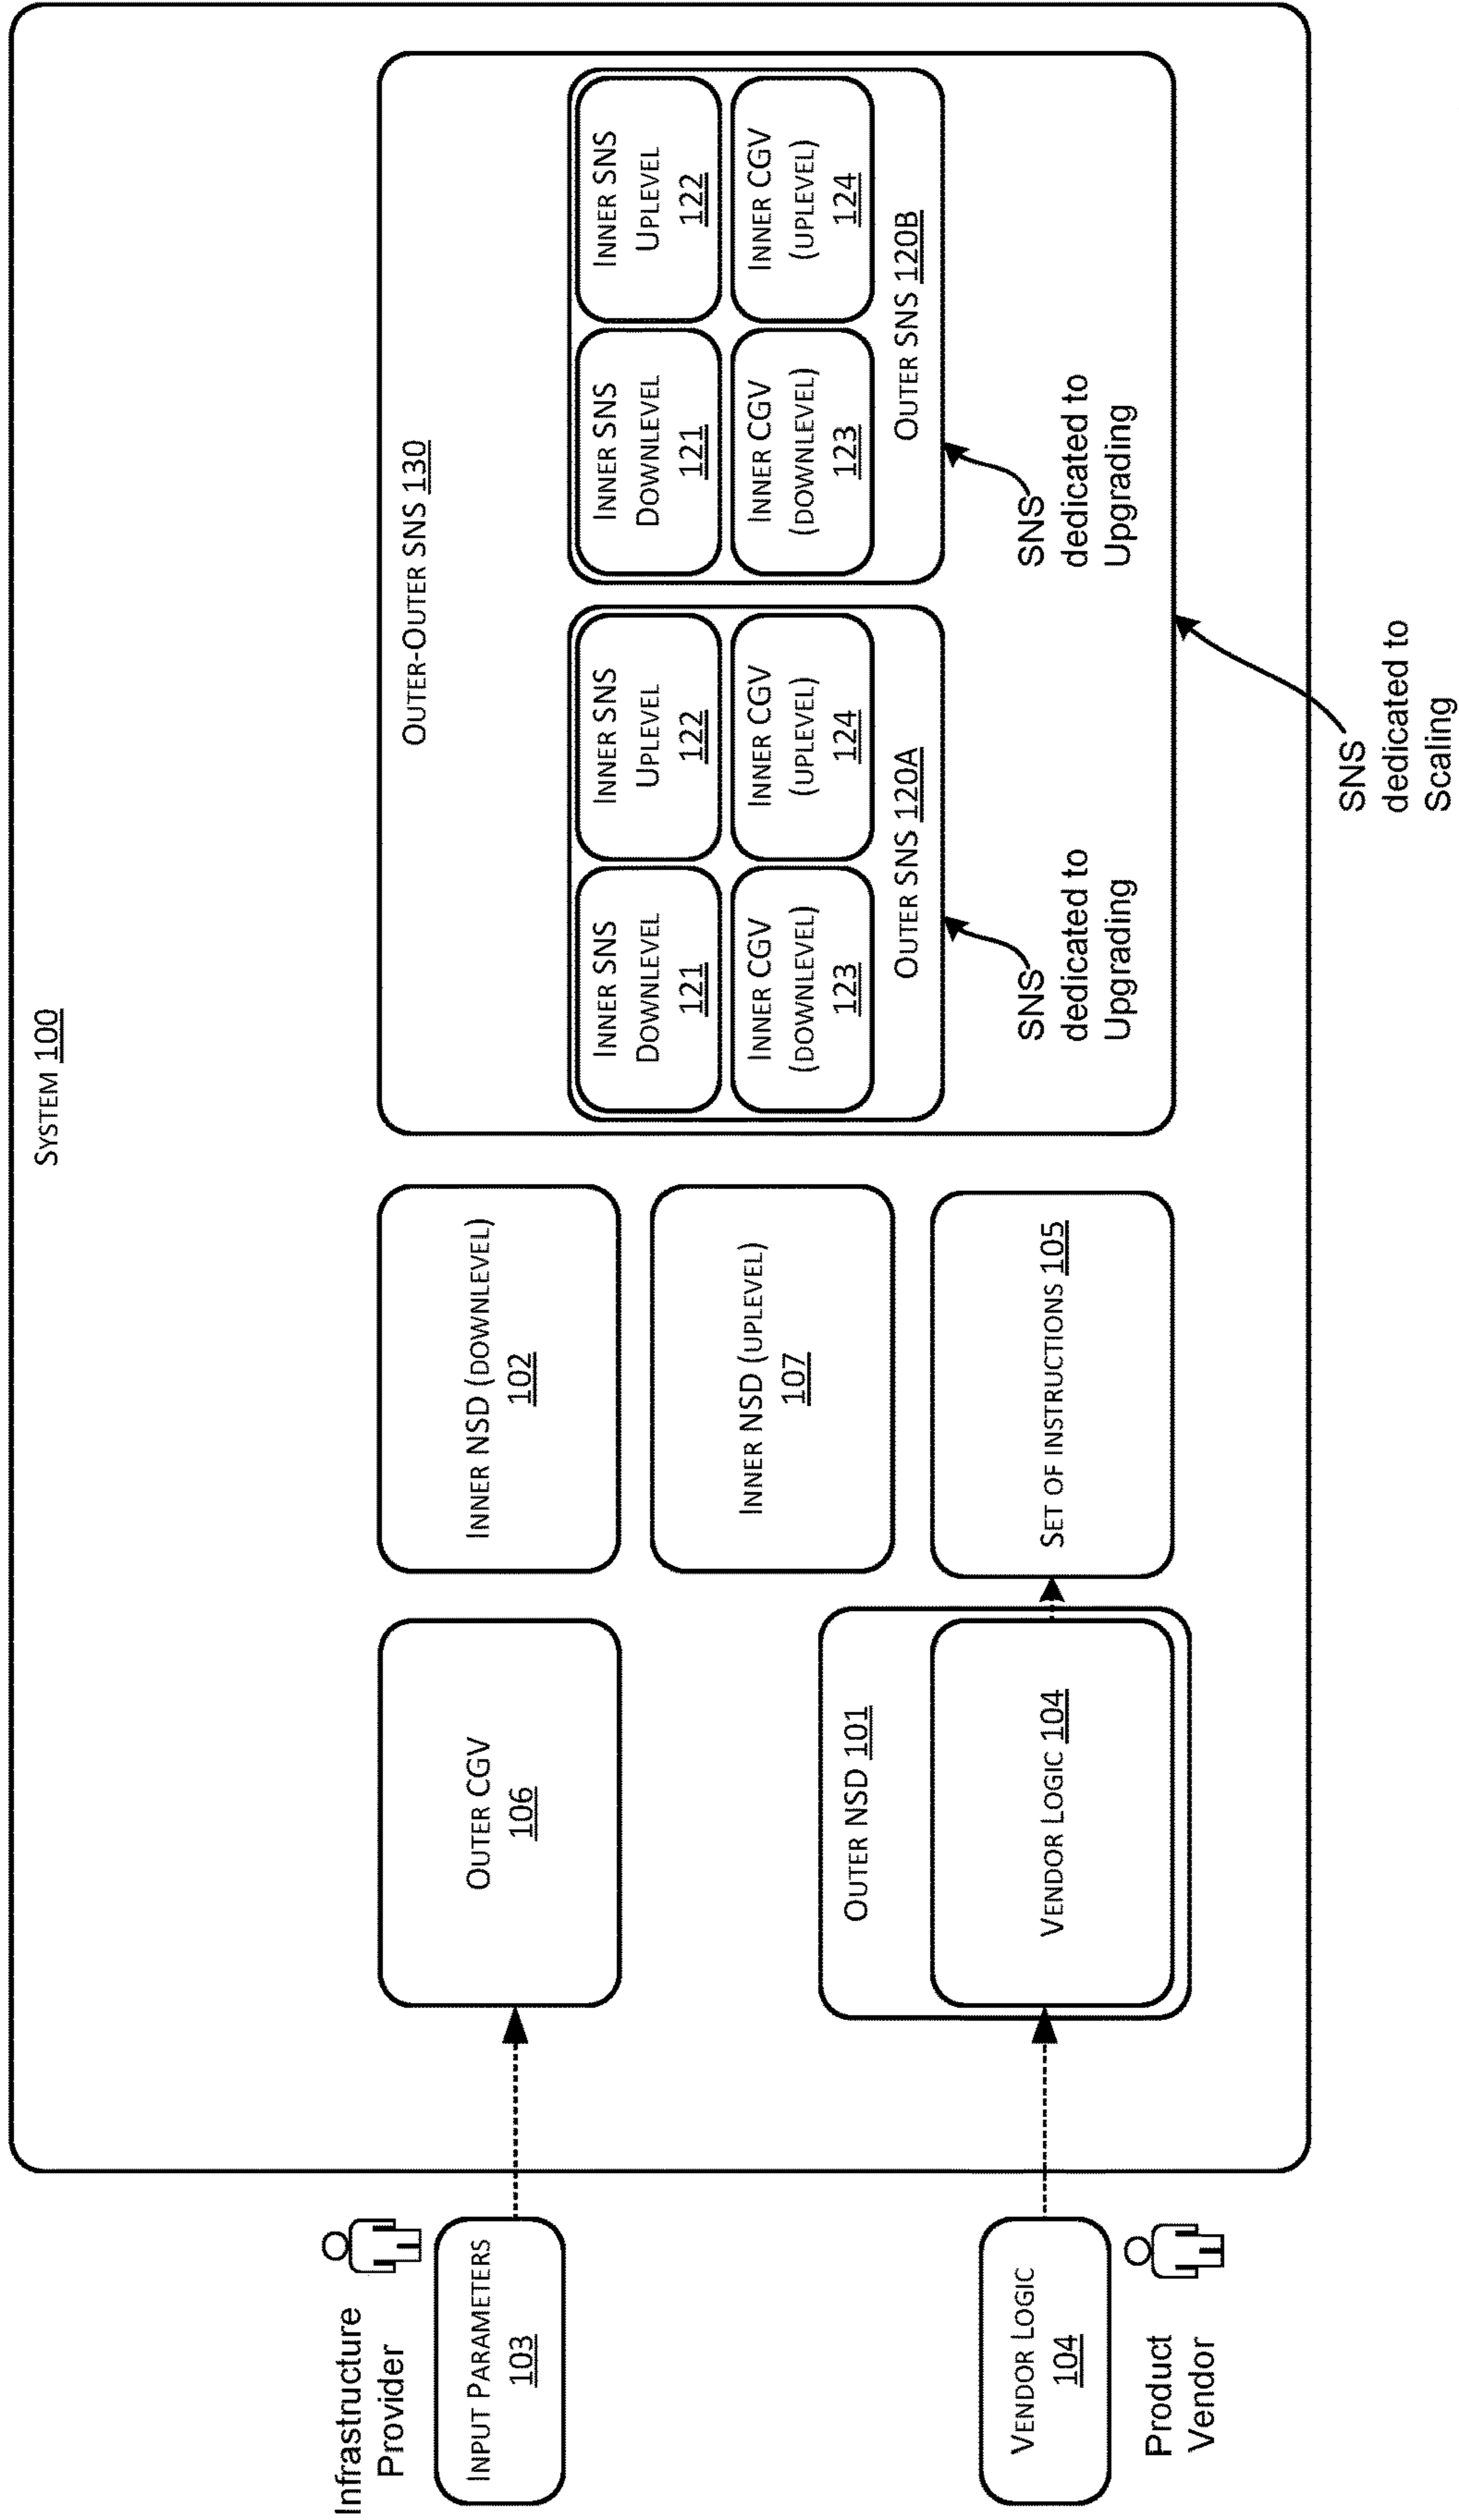 SYSTEM 100
Infrastructure
Provider
INPUT PARAMETERS
103
VENDOR LOGIC
104
Product
Vendor
OUTER CGV
106
OUTER NSD 101
VENDOR LOGIC 104
INNER NSD (DOWNLEVEL)
102
INNER NSD (UPLEVEL)
107
SET OF INSTRUCTIONS 105
OUTER-OUTER SNS 130
INNER SNS
DOWNLEVEL
121
INNER SNS
UPLEVEL
122
INNER CGV
(DOWNLEVEL)
123
INNER CGV
(UPLEVEL)
124
OUTER SNS 120A
SNS
dedicated to
Upgrading
INNER SNS
DOWNLEVEL
121
INNER SNS
UPLEVEL
122
INNER CGV
(DOWNLEVEL)
123
INNER CGV
(UPLEVEL)
124
OUTER SNS 120B
SNS
dedicated to
Upgrading
SNS
dedicated to
Scaling